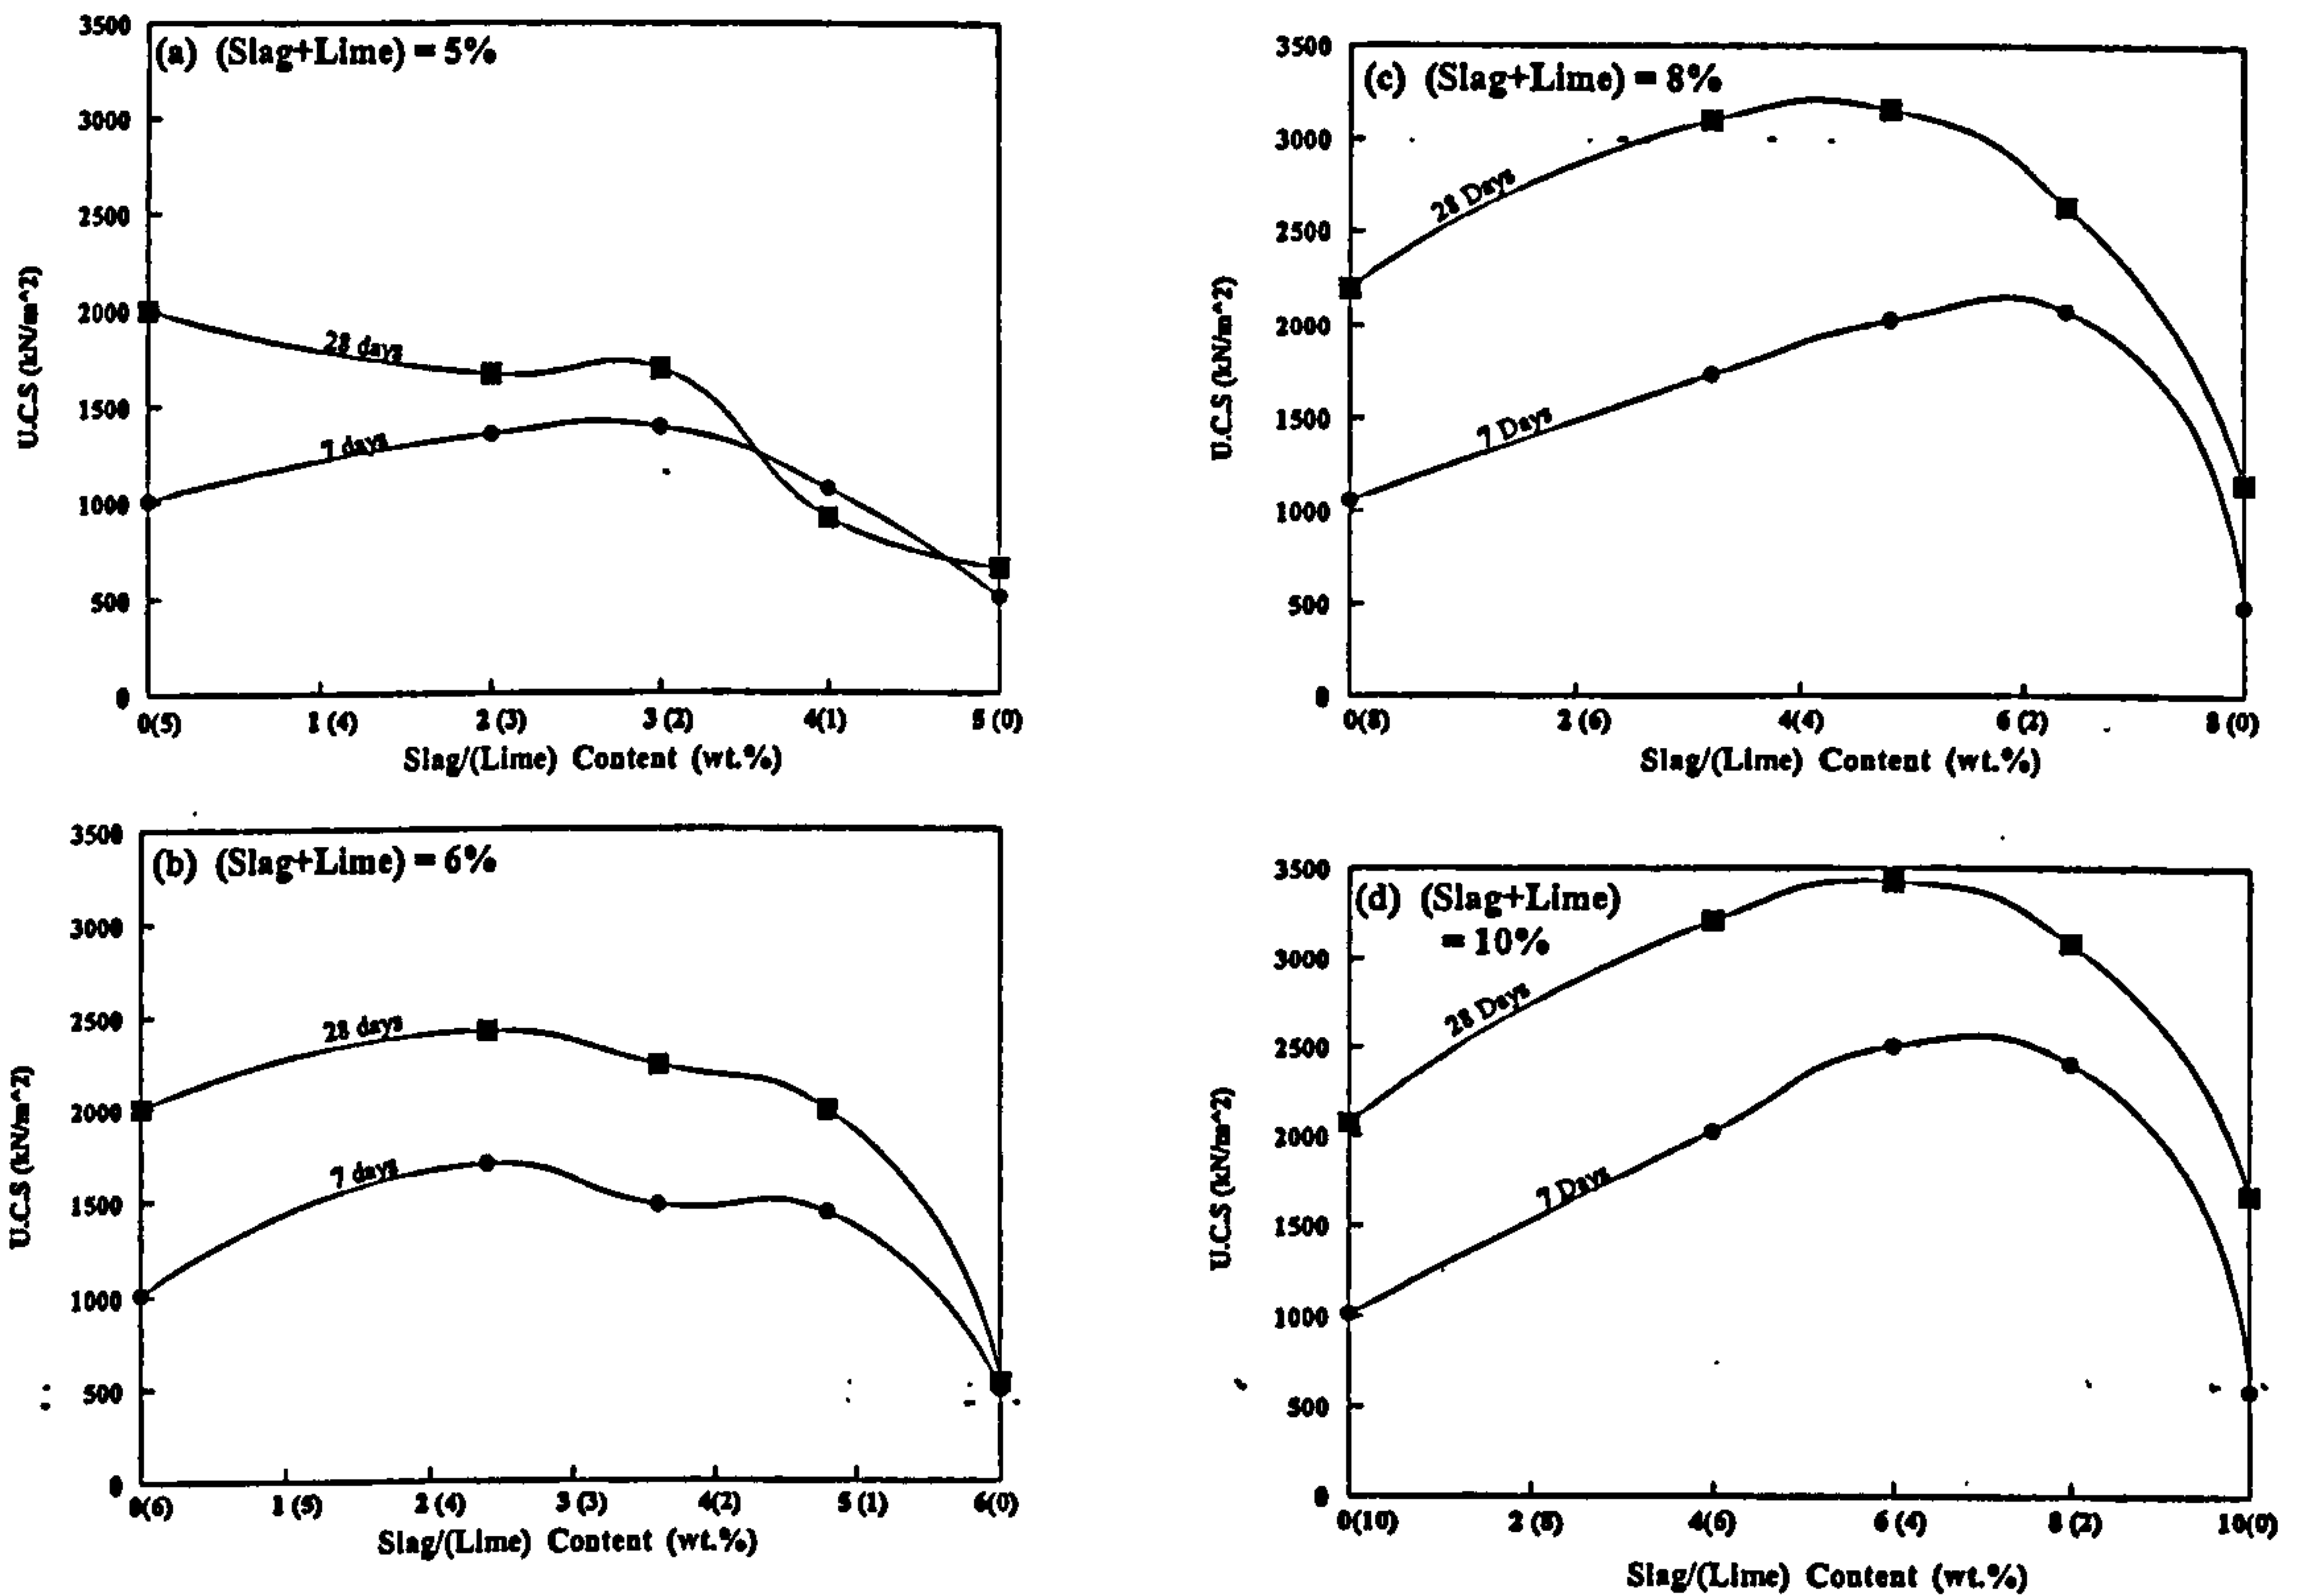 (a) (Slag+Lime) = 5%
3500
3000
2500
2000
1500
1000
500
0
U.C.S (kN/m^2)
28 days
7 days
0(5) 1 (4) 2 (3) 3 (2) 4(1) 5 (0)
Slag/(Lime) Content (wt.%)
(b) (Slag+Lime) = 6%
3500
3000
2500
2000
1500
1000
500
0
U.C.S (kN/m^2)
28 days
7 days
0(6) 1 (5) 2 (4) 3 (3) 4(2) 5 (1) 6(0)
Slag/(Lime) Content (wt.%)
(c) (Slag+Lime) = 8%
3500
3000
2500
2000
1500
1000
500
0
U.C.S (kN/m^2)
28 Days
7 Days
0(8) 2 (6) 4(4) 6 (2) 8 (0)
Slag/(Lime) Content (wt.%)
(d) (Slag+Lime)
= 10%
3500
3000
2500
2000
1500
1000
500
0
U.C.S (kN/m^2)
28 Days
7 Days
0(10) 2 (8) 4(6) 6 (4) 8 (2) 10(0)
Slag/(Lime) Content (wt.%)